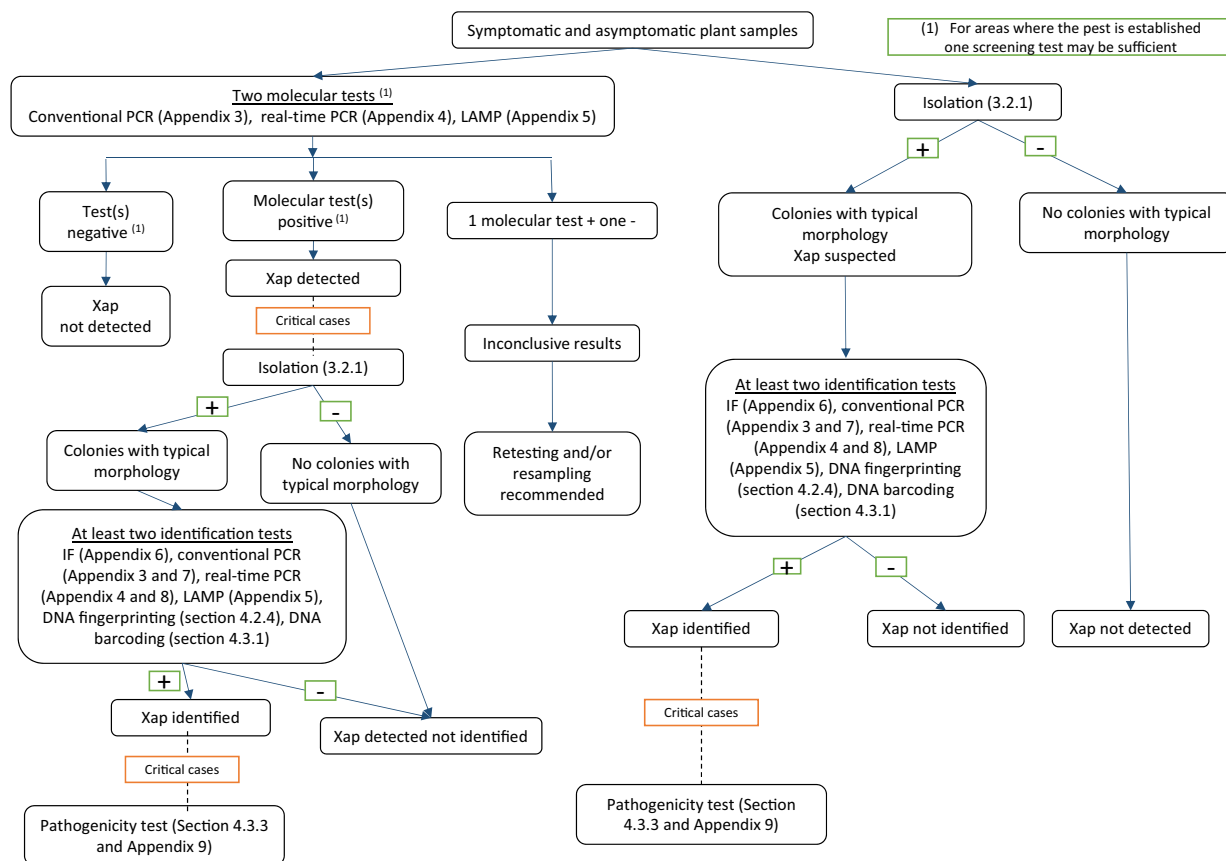 Symptomatic and asymptomatic plant samples
(1) For areas where the pest is established
one screening test may be sufficient
Two molecular tests (1)
Conventional PCR (Appendix 3), real-time PCR (Appendix 4), LAMP (Appendix 5)
Isolation (3.2.1)
+
-
Test(s)
negative (1)
Molecular test(s)
positive (1)
1 molecular test + one -
Colonies with typical
morphology
Xap suspected
No colonies with typical
morphology
Xap
not detected
Xap detected
Critical cases
Isolation (3.2.1)
Inconclusive results
+
-
Colonies with typical
morphology
No colonies with
typical morphology
Retesting and/or
resampling
recommended
At least two identification tests
IF (Appendix 6), conventional PCR
(Appendix 3 and 7), real-time PCR
(Appendix 4 and 8), LAMP
(Appendix 5), DNA fingerprinting
(section 4.2.4), DNA barcoding
(section 4.3.1)
At least two identification tests
IF (Appendix 6), conventional PCR
(Appendix 3 and 7), real-time PCR
(Appendix 4 and 8), LAMP (Appendix 5),
DNA fingerprinting (section 4.2.4), DNA
barcoding (section 4.3.1)
+
-
Xap identified
Xap not identified
Xap not detected
+
-
Xap identified
Xap detected not identified
Critical cases
Critical cases
Pathogenicity test (Section 4.3.3
and Appendix 9)
Pathogenicity test (Section
4.3.3 and Appendix 9)